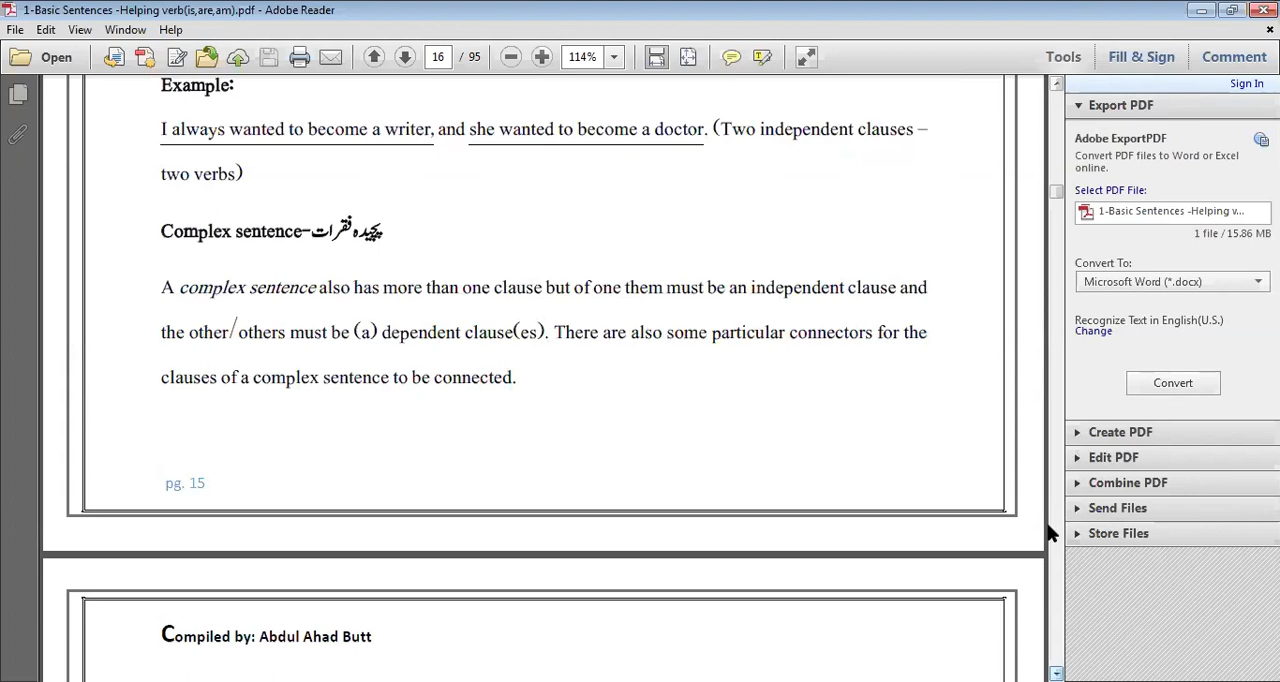 1-Basic Sentences -Helping verb(is,are,am).pdf - Adobe Reader
File Edit View Window Help
Open 16 / 95 114% Tools Fill & Sign Comment
Sign In
Example:
I always wanted to become a writer, and she wanted to become a doctor. (Two independent clauses –
two verbs)
Complex sentence-پیچیدہ فقرات
A complex sentence also has more than one clause but of one them must be an independent clause and
the other/others must be (a) dependent clause(es). There are also some particular connectors for the
clauses of a complex sentence to be connected.
pg. 15
Compiled by: Abdul Ahad Butt
Export PDF
Adobe ExportPDF
Convert PDF files to Word or Excel
online.
Select PDF File:
1-Basic Sentences -Helping v...
1 file / 15.86 MB
Convert To:
Microsoft Word (*.docx)
Recognize Text in English(U.S.)
Change
Convert
Create PDF
Edit PDF
Combine PDF
Send Files
Store Files